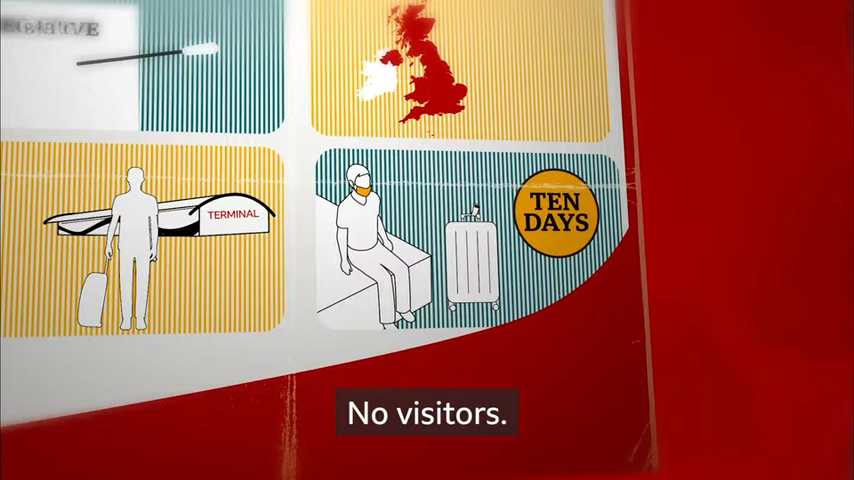 TERMINAL
TEN
DAYS
No visitors.